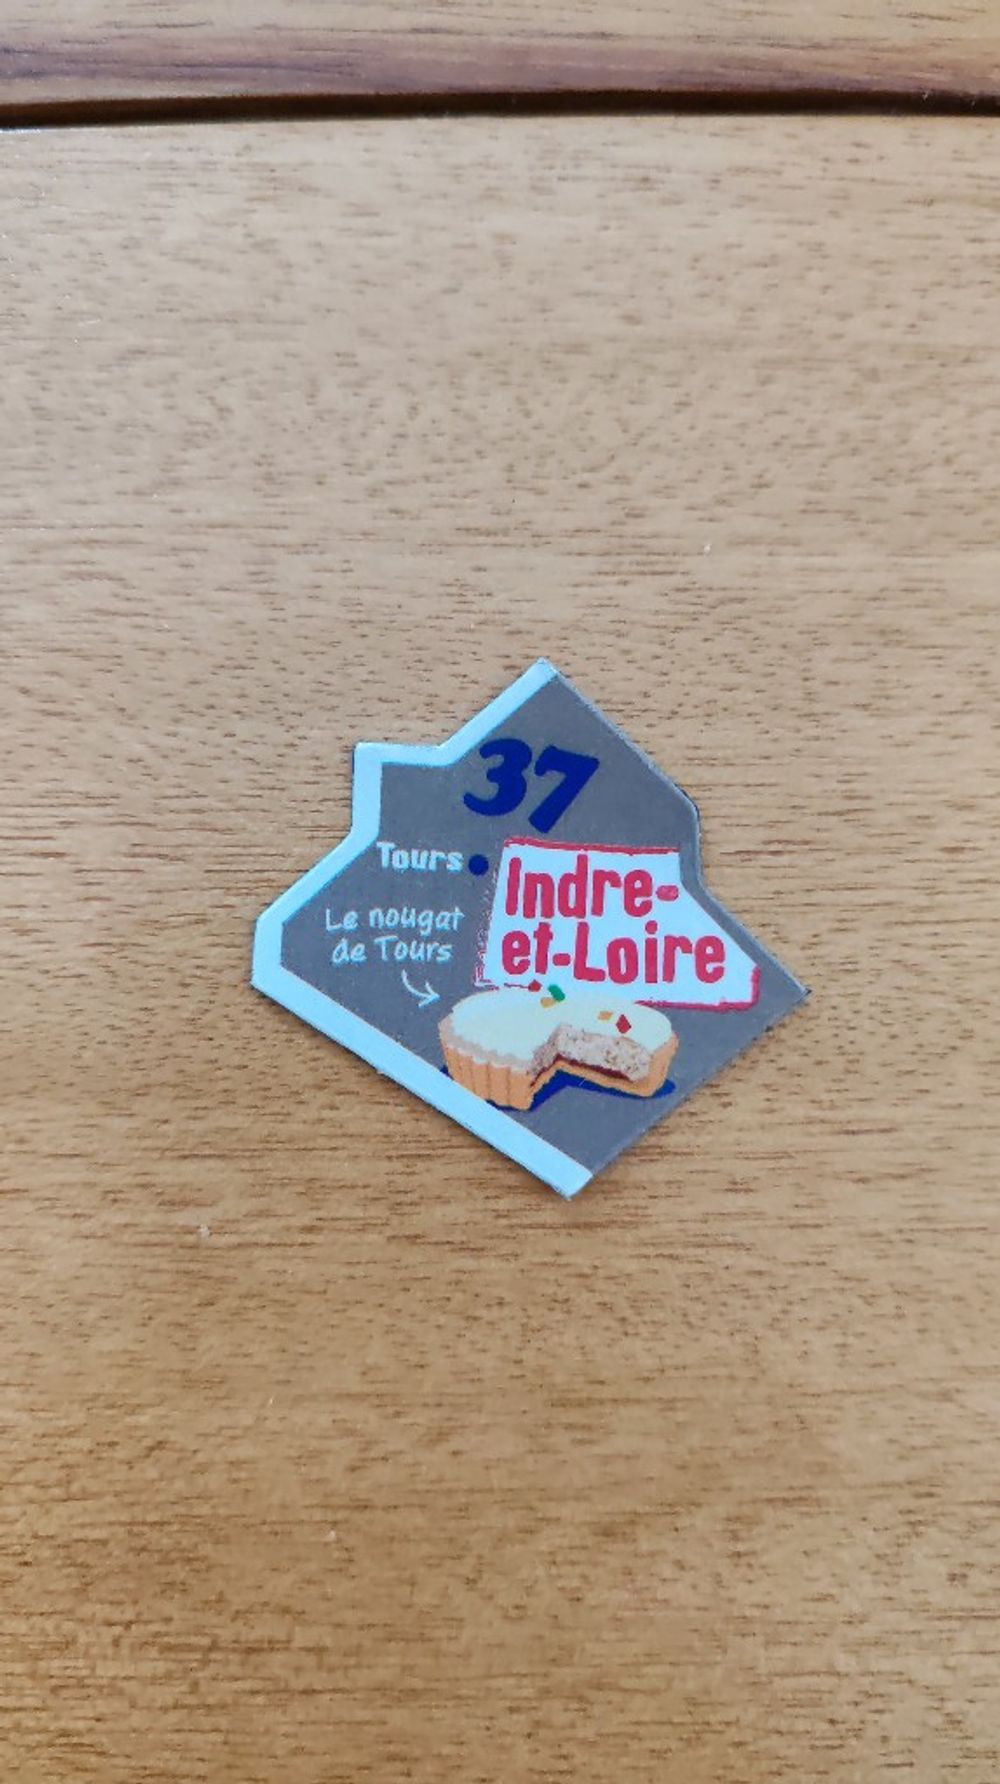 37
Tours
Indre-
et-Loire
Le nougat
de Tours